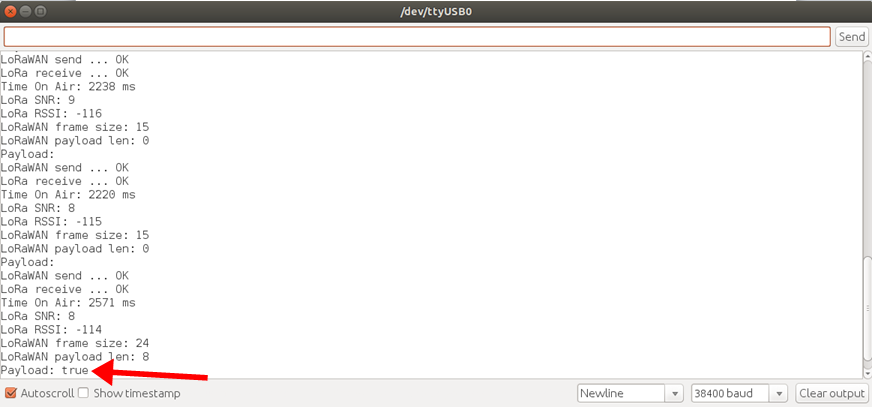 /dev/ttyUSB0
Send
LoRaWAN send ... OK
LoRa receive ... OK
Time On Air: 2238 ms
LoRa SNR: 9
LoRa RSSI: -116
LoRaWAN frame size: 15
LoRaWAN payload len: 0
Payload:
LoRaWAN send ... OK
LoRa receive ... OK
Time On Air: 2220 ms
LoRa SNR: 8
LoRa RSSI: -115
LoRaWAN frame size: 15
LoRaWAN payload len: 0
Payload:
LoRaWAN send ... OK
LoRa receive ... OK
Time On Air: 2571 ms
LoRa SNR: 8
LoRa RSSI: -114
LoRaWAN frame size: 24
LoRaWAN payload len: 8
Payload: true
Autoscroll Show timestamp Newline 38400 baud Clear output